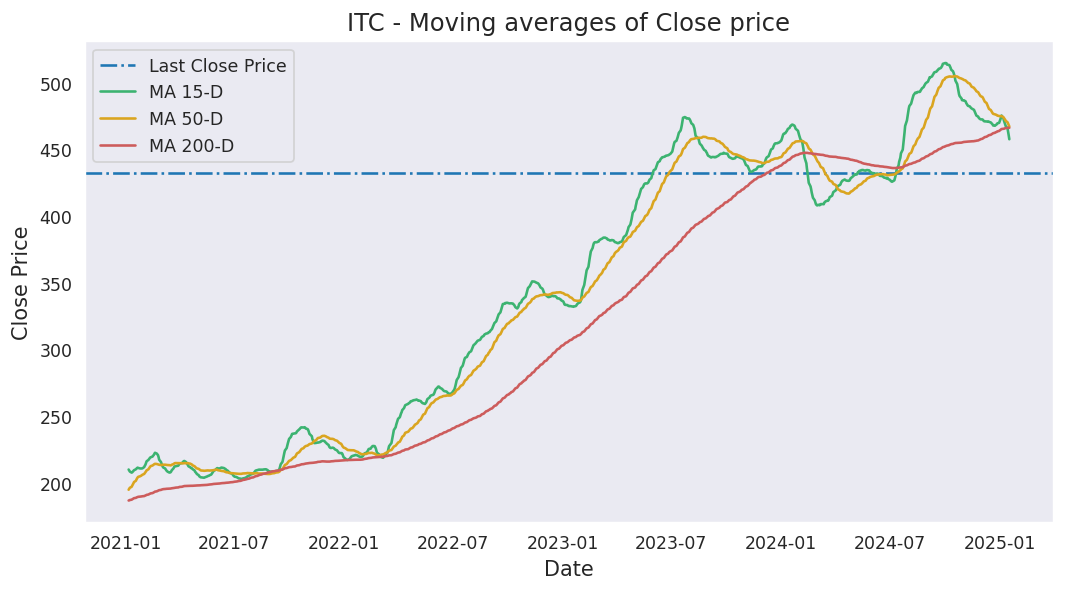 ITC - Moving averages of Close price
Last Close Price
MA 15-D
MA 50-D
MA 200-D
Close Price
500
450
400
350
300
250
200
2021-01 2021-07 2022-01 2022-07 2023-01 2023-07 2024-01 2024-07 2025-01
Date